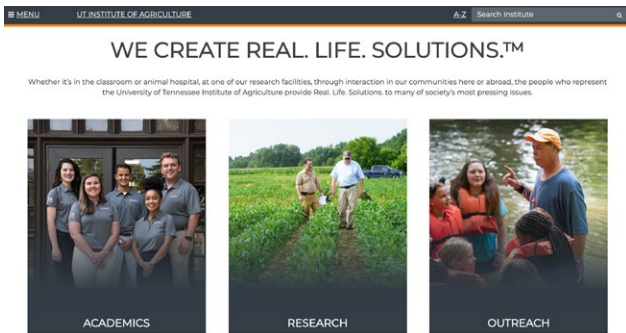 ≡ MENU UT INSTITUTE OF AGRICULTURE A-Z Search Institute
WE CREATE REAL. LIFE. SOLUTIONS.™
Whether it's in the classroom or animal hospital, at one of our research facilities, through interaction in our communities here or abroad, the people who represent
the University of Tennessee Institute of Agriculture provide Real. Life. Solutions. to many of society's most pressing issues.
ACADEMICS RESEARCH OUTREACH